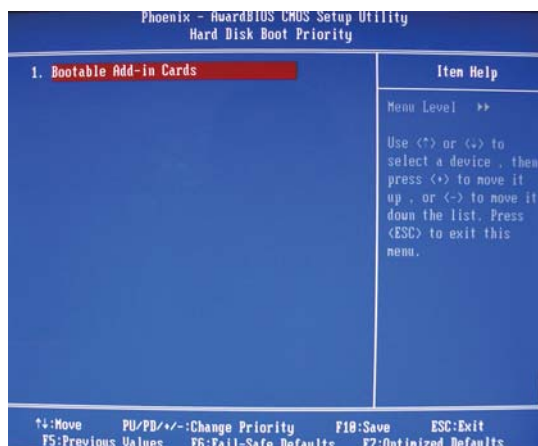 Phoenix - AwardBIOS CMOS Setup Utility
Hard Disk Boot Priority
1. Bootable Add-in Cards
Item Help
Menu Level ▸▸
Use <↑> or <↓> to
select a device , then
press <+> to move it
up , or <-> to move it
down the list. Press
<ESC> to exit this
menu.
↑↓:Move PU/PD/+/-:Change Priority F10:Save ESC:Exit
F5:Previous Values F6:Fail-Safe Defaults F7:Optimized Defaults